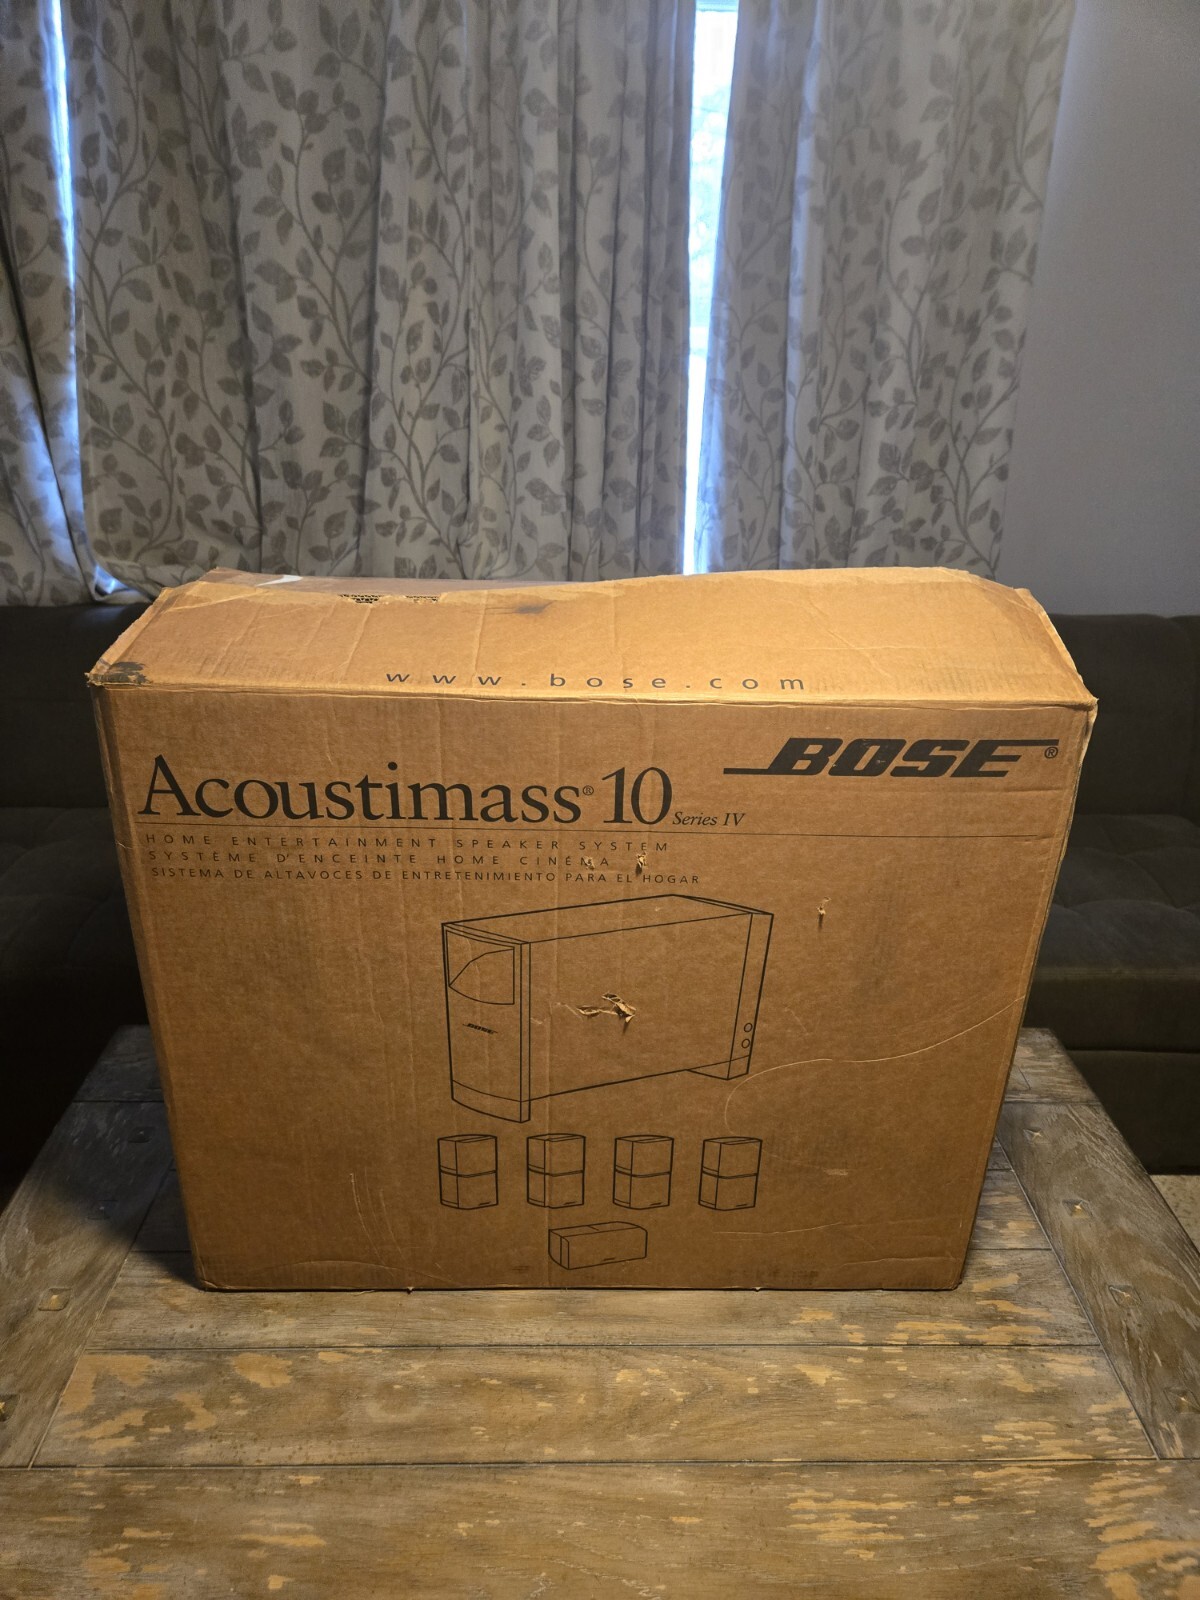 www.bose.com
BOSE®
Acoustimass® 10 Series IV
HOME ENTERTAINMENT SPEAKER SYSTEM
SYSTÈME D'ENCEINTE HOME CINÉMA
SISTEMA DE ALTAVOCES DE ENTRETENIMIENTO PARA EL HOGAR
BOSE